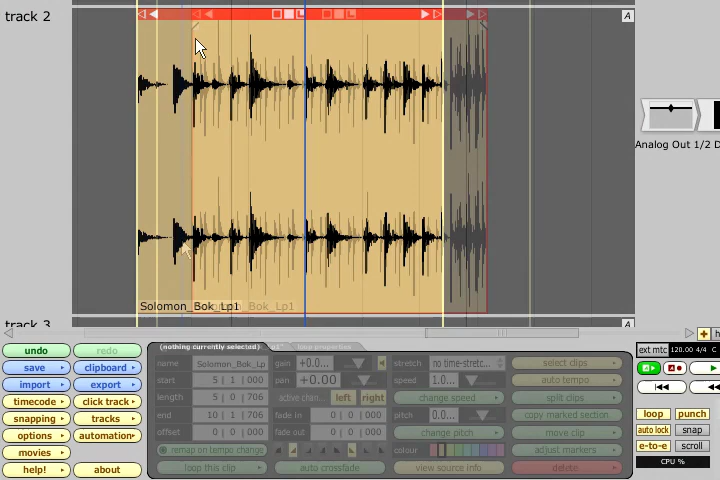 track 2
A
Analog Out 1/2 D
Solomon_Bok_Lp1
track 3
A
h
undo
redo
save
clipboard
import
export
timecode
click track
snapping
tracks
options
automation
movies
help!
about
(nothing currently selected)
loop properties
name
Solomon_Bok_Lp
start
5 | 1 | 000
length
5 | 0 | 706
end
10 | 1 | 706
offset
0 | 0 | 000
remap on tempo change
loop this clip
gain
+0.0...
pan
+0.00
active chan...
left
right
fade in
0 | 0 | 000
fade out
0 | 0 | 000
auto crossfade
stretch
no time-stretc...
speed
1.0...
change speed
pitch
0.0...
change pitch
colour
view source info
select clips
auto tempo
split clips
copy marked section
move clip
adjust markers
delete
ext mtc
120.00 4/4 C
loop
punch
auto lock
snap
e-to-e
scroll
CPU %